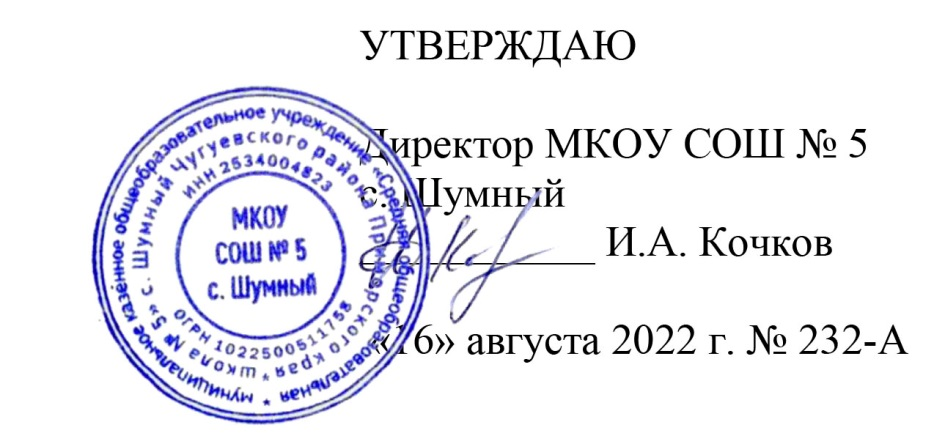 УТВЕРЖДАЮ
Директор МКОУ СОШ № 5
с. Шумный
И.А. Кочков
«16» августа 2022 г. № 232-А
* муниципальное казённое общеобразовательное учреждение «Средняя общеобразовательная
школа № 5» с. Шумный Чугуевского района Приморского края *
ИНН 2534004823
ОГРН 1022500511758
МКОУ
СОШ № 5
с. Шумный